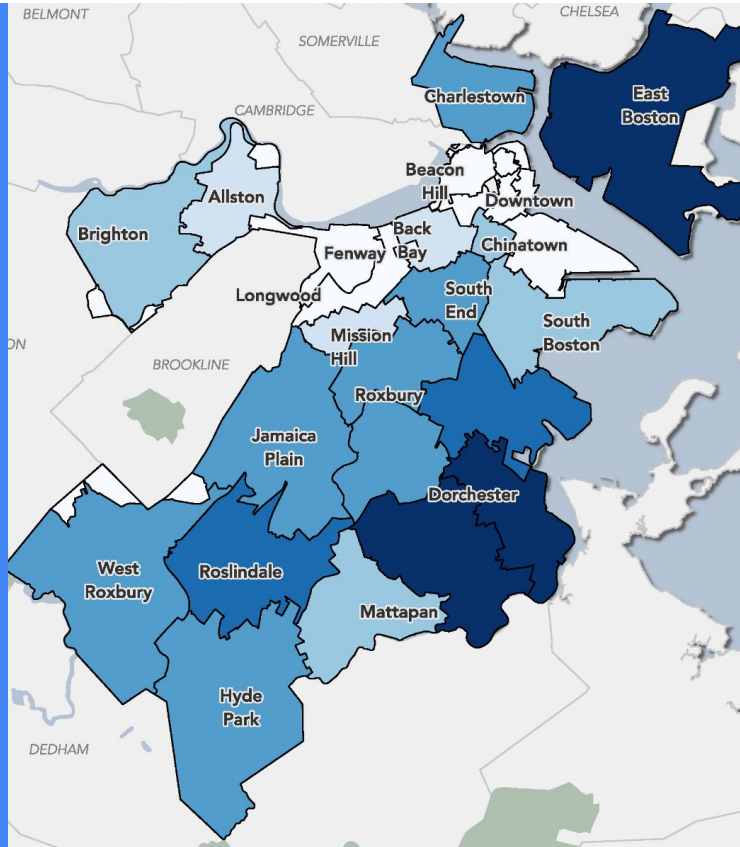 BELMONT
CHELSEA
SOMERVILLE
Charlestown
East
Boston
CAMBRIDGE
Beacon
Hill
Allston
Downtown
Brighton
Back
Bay
Chinatown
Fenway
Longwood
South
End
South
Boston
Mission
Hill
ON
BROOKLINE
Roxbury
Jamaica
Plain
Dorchester
West
Roxbury
Roslindale
Mattapan
Hyde
Park
DEDHAM